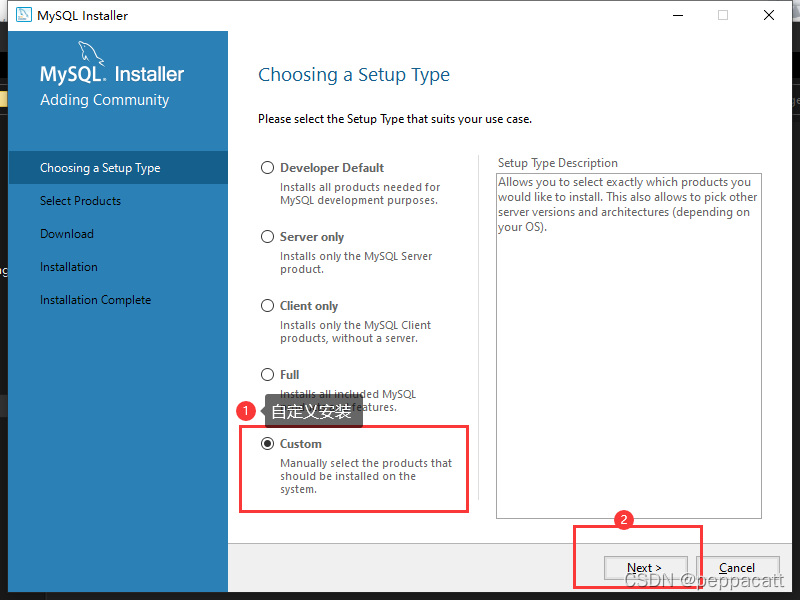 MySQL Installer
MySQL. Installer
Adding Community
Choosing a Setup Type
Select Products
Download
Installation
Installation Complete
Choosing a Setup Type
Please select the Setup Type that suits your use case.
Developer Default
Installs all products needed for
MySQL development purposes.
Server only
Installs only the MySQL Server
product.
Client only
Installs only the MySQL Client
products, without a server.
Full
Installs all included MySQL
features.
1
自定义安装
Custom
Manually select the products that
should be installed on the
system.
Setup Type Description
Allows you to select exactly which products you
would like to install. This also allows to pick other
server versions and architectures (depending on
your OS).
2
Next >
Cancel
CSDN @peppacatt